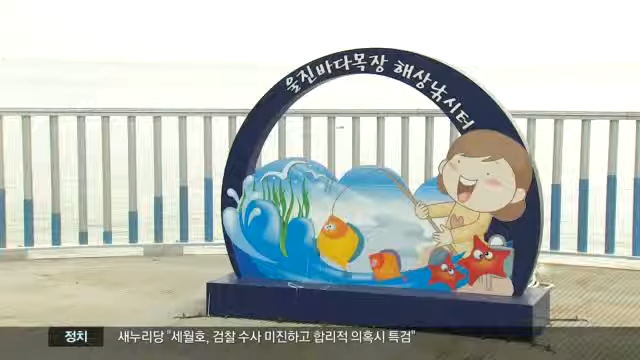 울진바다목장 해상낚시터
정치 새누리당 "세월호, 검찰 수사 미진하고 합리적 의혹시 특검"